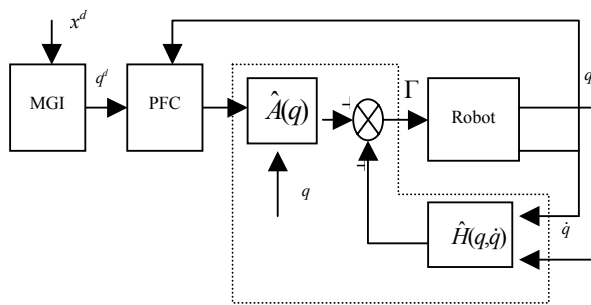 x^d
MGI
q^d
PFC
Â(q)
q
Γ
Robot
q
Ĥ(q,q̇)
q̇